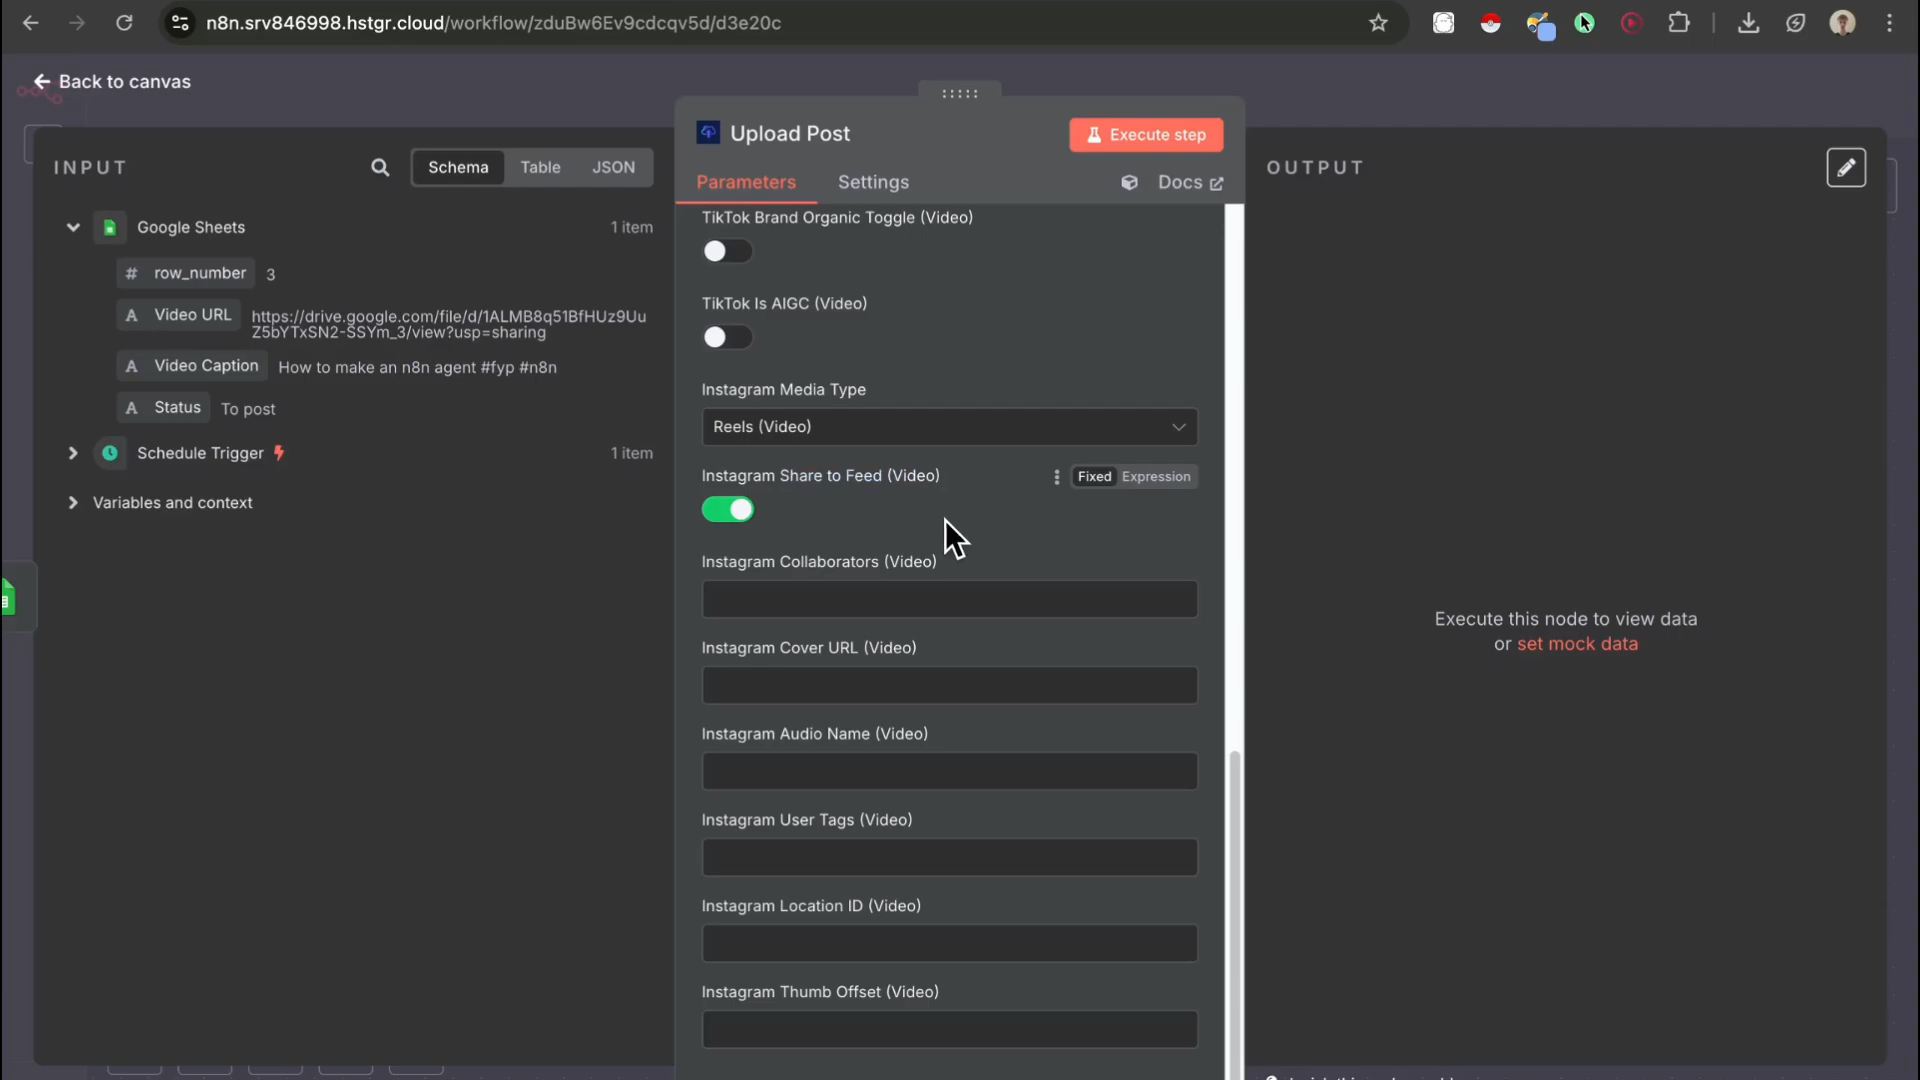 n8n.srv846998.hstgr.cloud/workflow/zduBw6Ev9cdcqv5d/d3e20c
Back to canvas
INPUT
Schema
Table
JSON
Google Sheets
1 item
# row_number 3
A Video URL https://drive.google.com/file/d/1ALMB8q51BfHUz9Uu
Z5bYTxSN2-SSYm_3/view?usp=sharing
A Video Caption How to make an n8n agent #fyp #n8n
A Status To post
Schedule Trigger
1 item
Variables and context
Upload Post
Execute step
Parameters
Settings
Docs
TikTok Brand Organic Toggle (Video)
TikTok Is AIGC (Video)
Instagram Media Type
Reels (Video)
Instagram Share to Feed (Video)
Fixed Expression
Instagram Collaborators (Video)
Instagram Cover URL (Video)
Instagram Audio Name (Video)
Instagram User Tags (Video)
Instagram Location ID (Video)
Instagram Thumb Offset (Video)
OUTPUT
Execute this node to view data
or set mock data